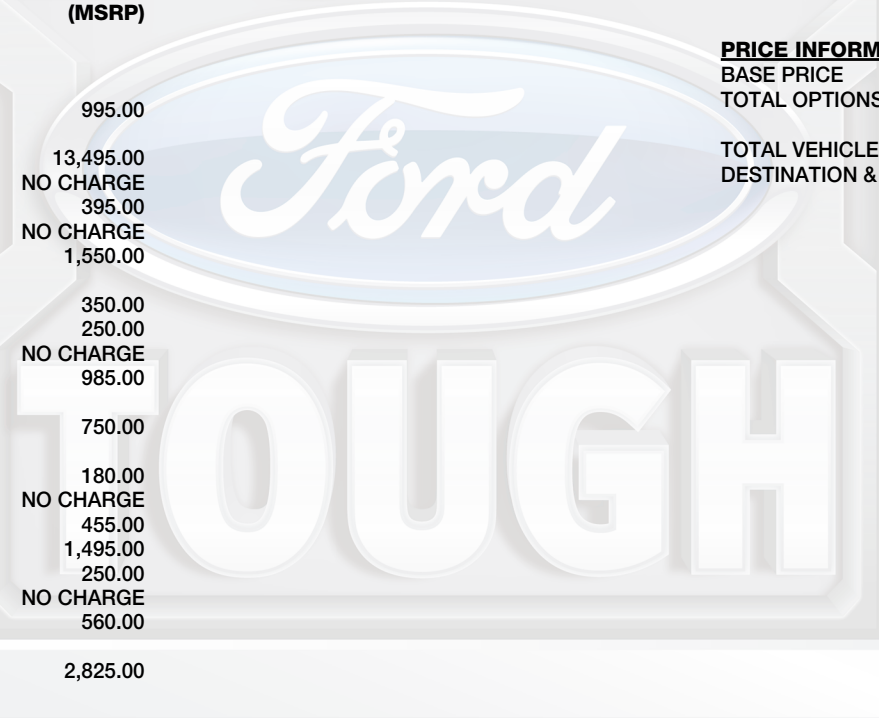 (MSRP)
995.00
13,495.00
NO CHARGE
395.00
NO CHARGE
1,550.00
350.00
250.00
NO CHARGE
985.00
750.00
180.00
NO CHARGE
455.00
1,495.00
250.00
NO CHARGE
560.00
2,825.00
PRICE INFORM
BASE PRICE
TOTAL OPTIONS
TOTAL VEHICLE
DESTINATION &
Ford
TOUGH